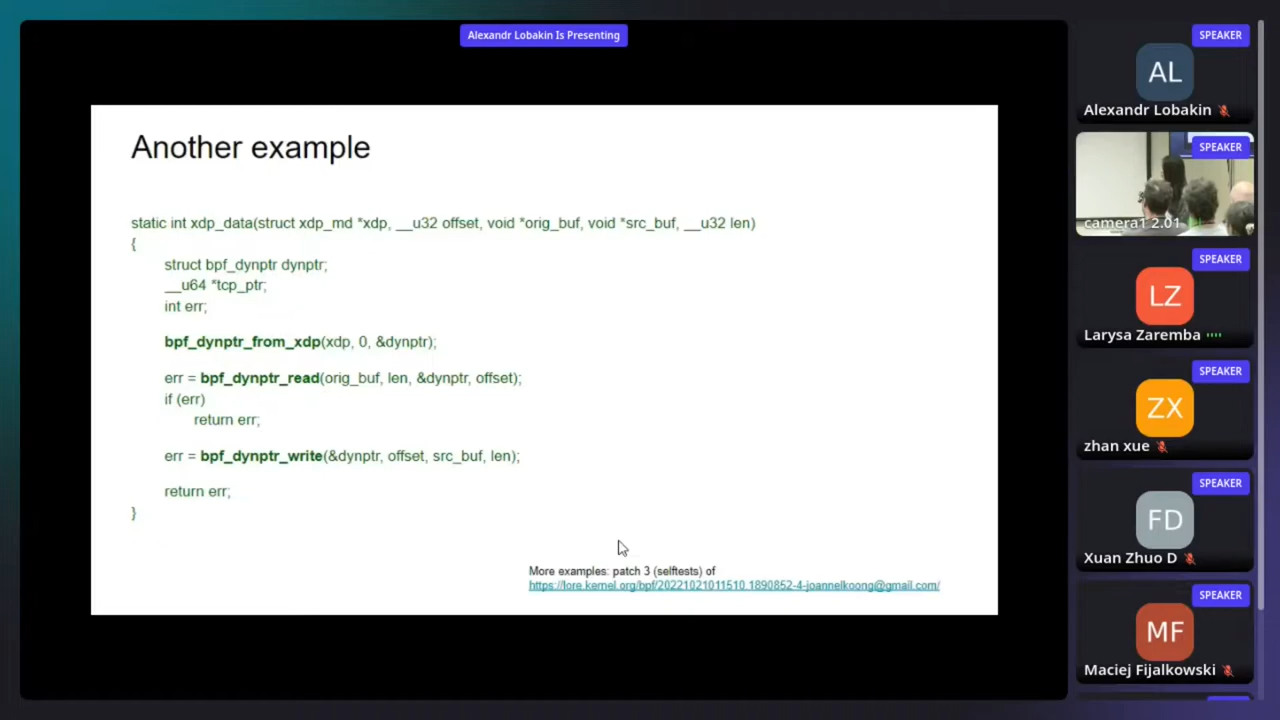 Alexandr Lobakin Is Presenting
Another example
static int xdp_data(struct xdp_md *xdp, __u32 offset, void *orig_buf, void *src_buf, __u32 len)
{
struct bpf_dynptr dynptr;
__u64 *tcp_ptr;
int err;
bpf_dynptr_from_xdp(xdp, 0, &dynptr);
err = bpf_dynptr_read(orig_buf, len, &dynptr, offset);
if (err)
return err;
err = bpf_dynptr_write(&dynptr, offset, src_buf, len);
return err;
}
More examples: patch 3 (selftests) of
https://lore.kernel.org/bpf/20221021011510.1890852-4-joannelkoong@gmail.com/
SPEAKER
AL
Alexandr Lobakin
SPEAKER
camera1 2.01
SPEAKER
LZ
Larysa Zaremba
SPEAKER
ZX
zhan xue
SPEAKER
FD
Xuan Zhuo D
SPEAKER
MF
Maciej Fijalkowski